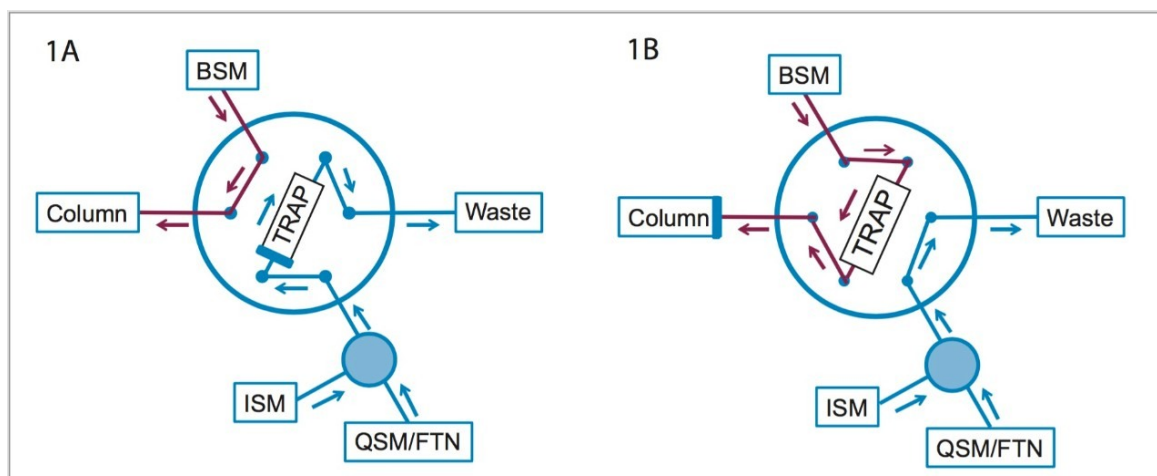 1A
BSM
Column
TRAP
Waste
ISM
QSM/FTN
1B
BSM
Column
TRAP
Waste
ISM
QSM/FTN